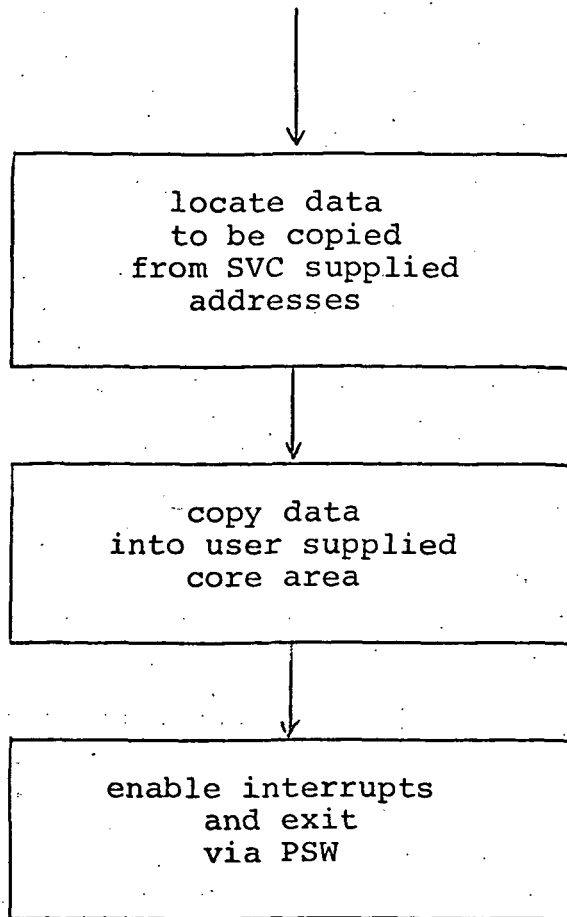 locate data
to be copied
from SVC supplied
addresses
copy data
into user supplied
core area
enable interrupts
and exit
via PSW